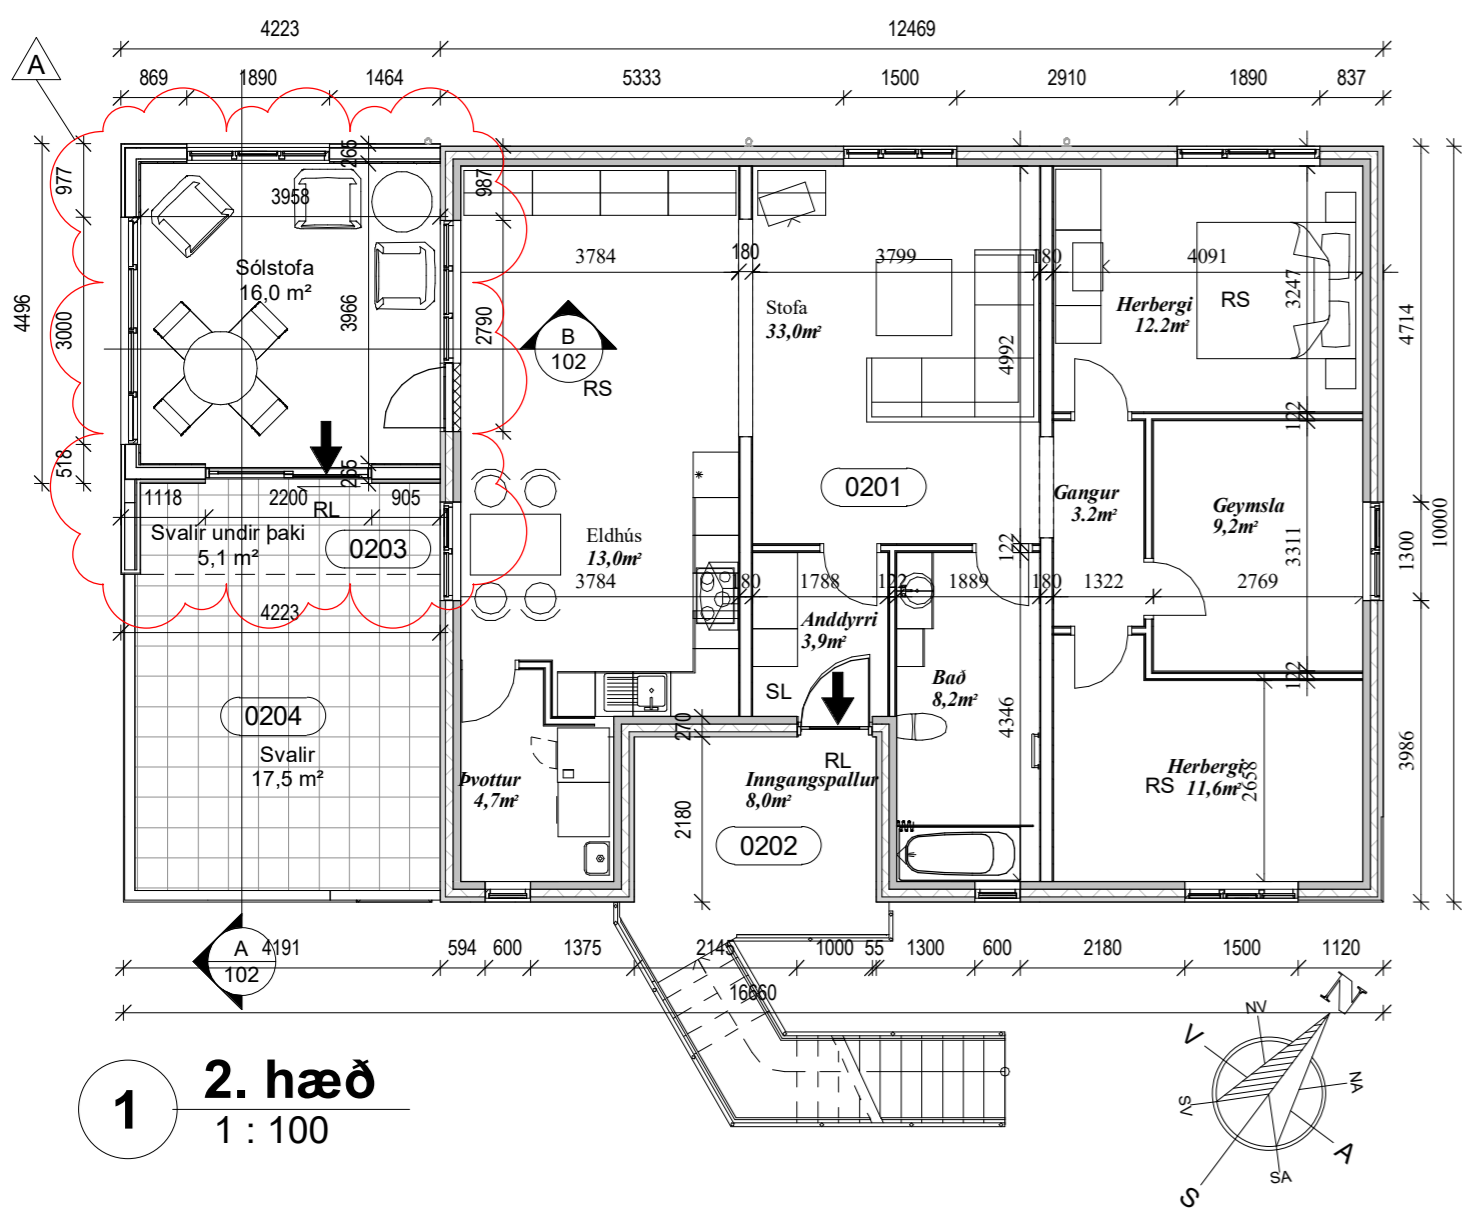 4223
12469
A
869
1890
1464
5333
1500
2910
1890
837
265
977
987
3958
180
3784
3799
180
4091
Sólstofa
16,0 m²
Stofa
33,0m²
Herbergi
12.2m²
RS
3247
4496
3000
3966
2790
B
102
RS
4992
4714
122
518
265
1118
2200
905
RL
Svalir undir þaki
5,1 m²
0203
0201
Gangur
3.2m²
Geymsla
9,2m²
Eldhús
13,0m²
122
3311
1300
10000
3784
180
1788
122
1889
180
1322
2769
4223
Anddyrri
3,9m²
Bað
8,2m²
122
SL
0204
Svalir
17,5 m²
270
4346
Þvottur
4,7m²
RL
Inngangspallur
8,0m²
Herbergi
11,6m²
RS
2658
3986
2180
0202
A
102
4191
594
600
1375
2145
1000
55
1300
600
2180
1500
1120
16660
N
NV
V
NA
SV
A
SA
S
1
2. hæð
1 : 100